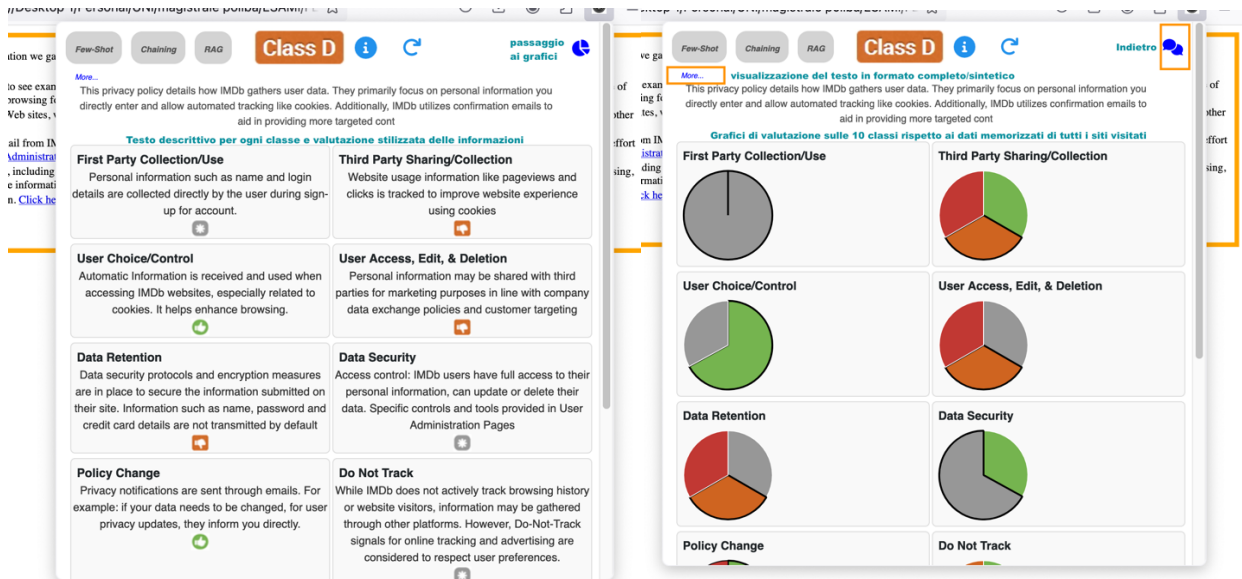 Few-Shot
Chaining
RAG
Class D
passaggio
ai grafici
More...
This privacy policy details how IMDb gathers user data. They primarily focus on personal information you
directly enter and allow automated tracking like cookies. Additionally, IMDb utilizes confirmation emails to
aid in providing more targeted cont
Testo descrittivo per ogni classe e valutazione stilizzata delle informazioni
First Party Collection/Use
Personal information such as name and login
details are collected directly by the user during sign-
up for account.
Third Party Sharing/Collection
Website usage information like pageviews and
clicks is tracked to improve website experience
using cookies
User Choice/Control
Automatic Information is received and used when
accessing IMDb websites, especially related to
cookies. It helps enhance browsing.
User Access, Edit, & Deletion
Personal information may be shared with third
parties for marketing purposes in line with company
data exchange policies and customer targeting
Data Retention
Data security protocols and encryption measures
are in place to secure the information submitted on
their site. Information such as name, password and
credit card details are not transmitted by default
Data Security
Access control: IMDb users have full access to their
personal information, can update or delete their
data. Specific controls and tools provided in User
Administration Pages
Policy Change
Privacy notifications are sent through emails. For
example: if your data needs to be changed, for user
privacy updates, they inform you directly.
Do Not Track
While IMDb does not actively track browsing history
or website visitors, information may be gathered
through other platforms. However, Do-Not-Track
signals for online tracking and advertising are
considered to respect user preferences.
Few-Shot
Chaining
RAG
Class D
Indietro
More...
visualizzazione del testo in formato completo/sintetico
This privacy policy details how IMDb gathers user data. They primarily focus on personal information you
directly enter and allow automated tracking like cookies. Additionally, IMDb utilizes confirmation emails to
aid in providing more targeted cont
Grafici di valutazione sulle 10 classi rispetto ai dati memorizzati di tutti i siti visitati
First Party Collection/Use
Third Party Sharing/Collection
User Choice/Control
User Access, Edit, & Deletion
Data Retention
Data Security
Policy Change
Do Not Track